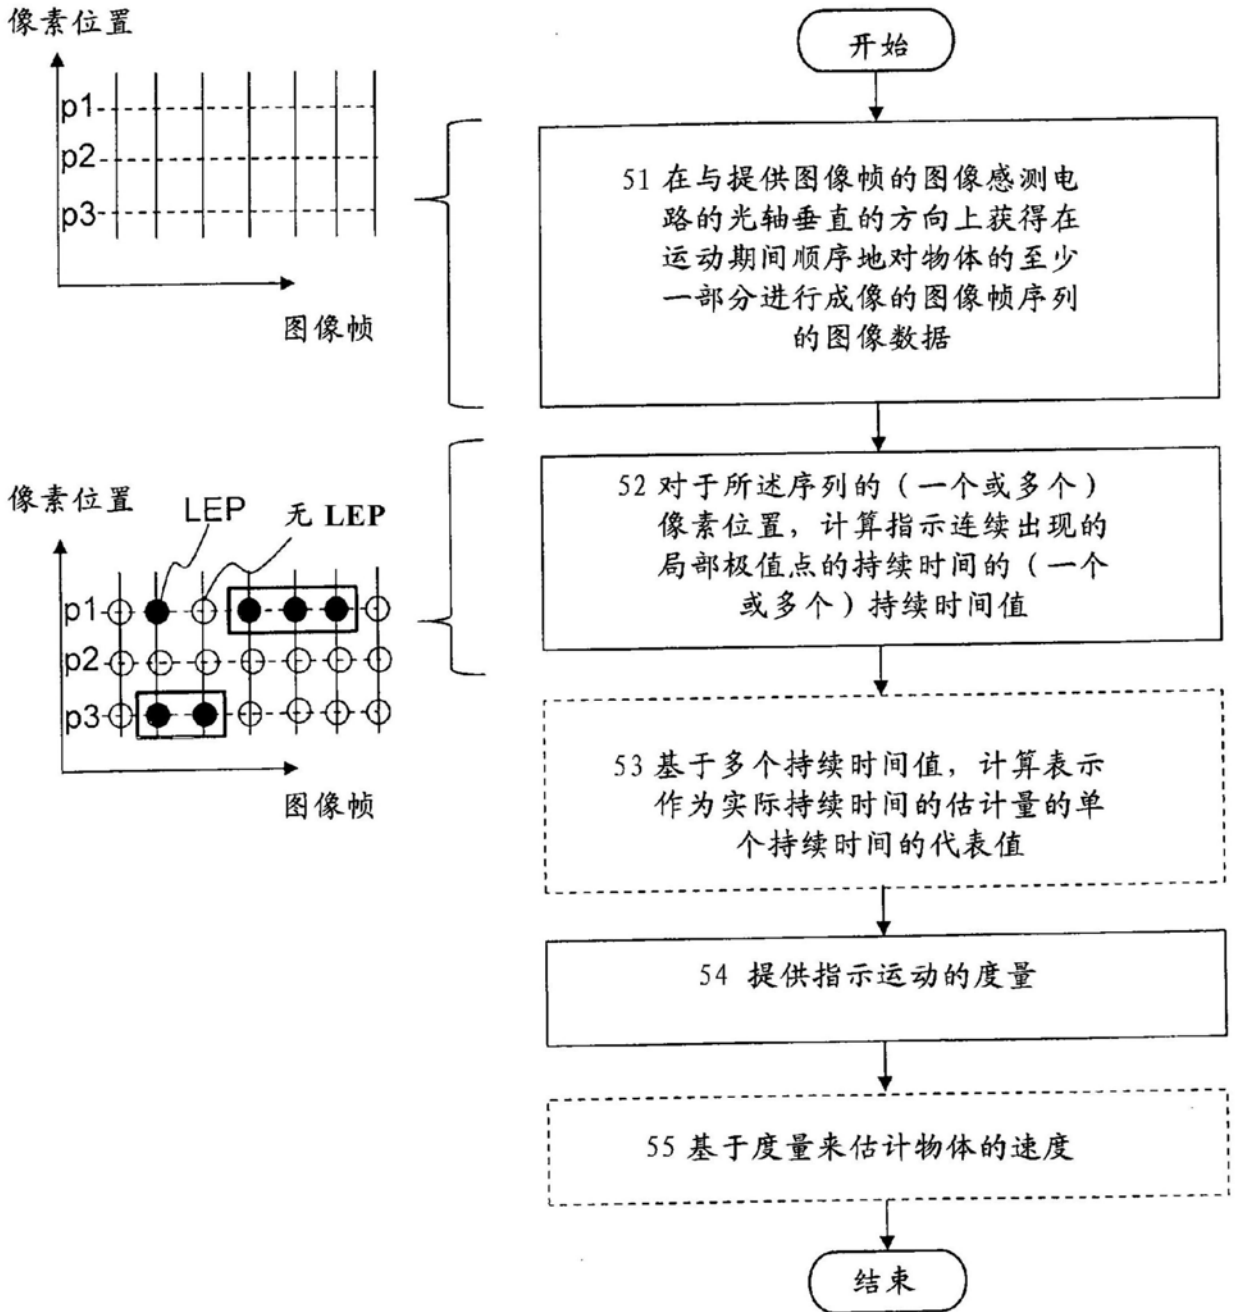 像素位置
p1
p2
p3
图像帧
开始
51 在与提供图像帧的图像感测电
路的光轴垂直的方向上获得在
运动期间顺序地对物体的至少
一部分进行成像的图像帧序列
的图像数据
像素位置
LEP
无 LEP
p1
p2
p3
图像帧
52 对于所述序列的（一个或多个）
像素位置，计算指示连续出现的
局部极值点的持续时间的（一个
或多个）持续时间值
53 基于多个持续时间值，计算表示
作为实际持续时间的估计量的单
个持续时间的代表值
54 提供指示运动的度量
55 基于度量来估计物体的速度
结束